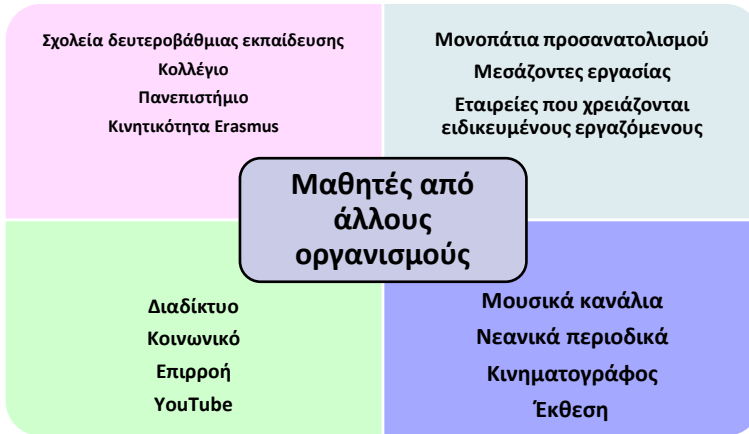 Σχολεία δευτεροβάθμιας εκπαίδευσης
Κολλέγιο
Πανεπιστήμιο
Κινητικότητα Erasmus
Μονοπάτια προσανατολισμού
Μεσάζοντες εργασίας
Εταιρείες που χρειάζονται
ειδικευμένους εργαζόμενους
Μαθητές από
άλλους
οργανισμούς
Διαδίκτυο
Κοινωνικό
Επιρροή
YouTube
Μουσικά κανάλια
Νεανικά περιοδικά
Κινηματογράφος
Έκθεση